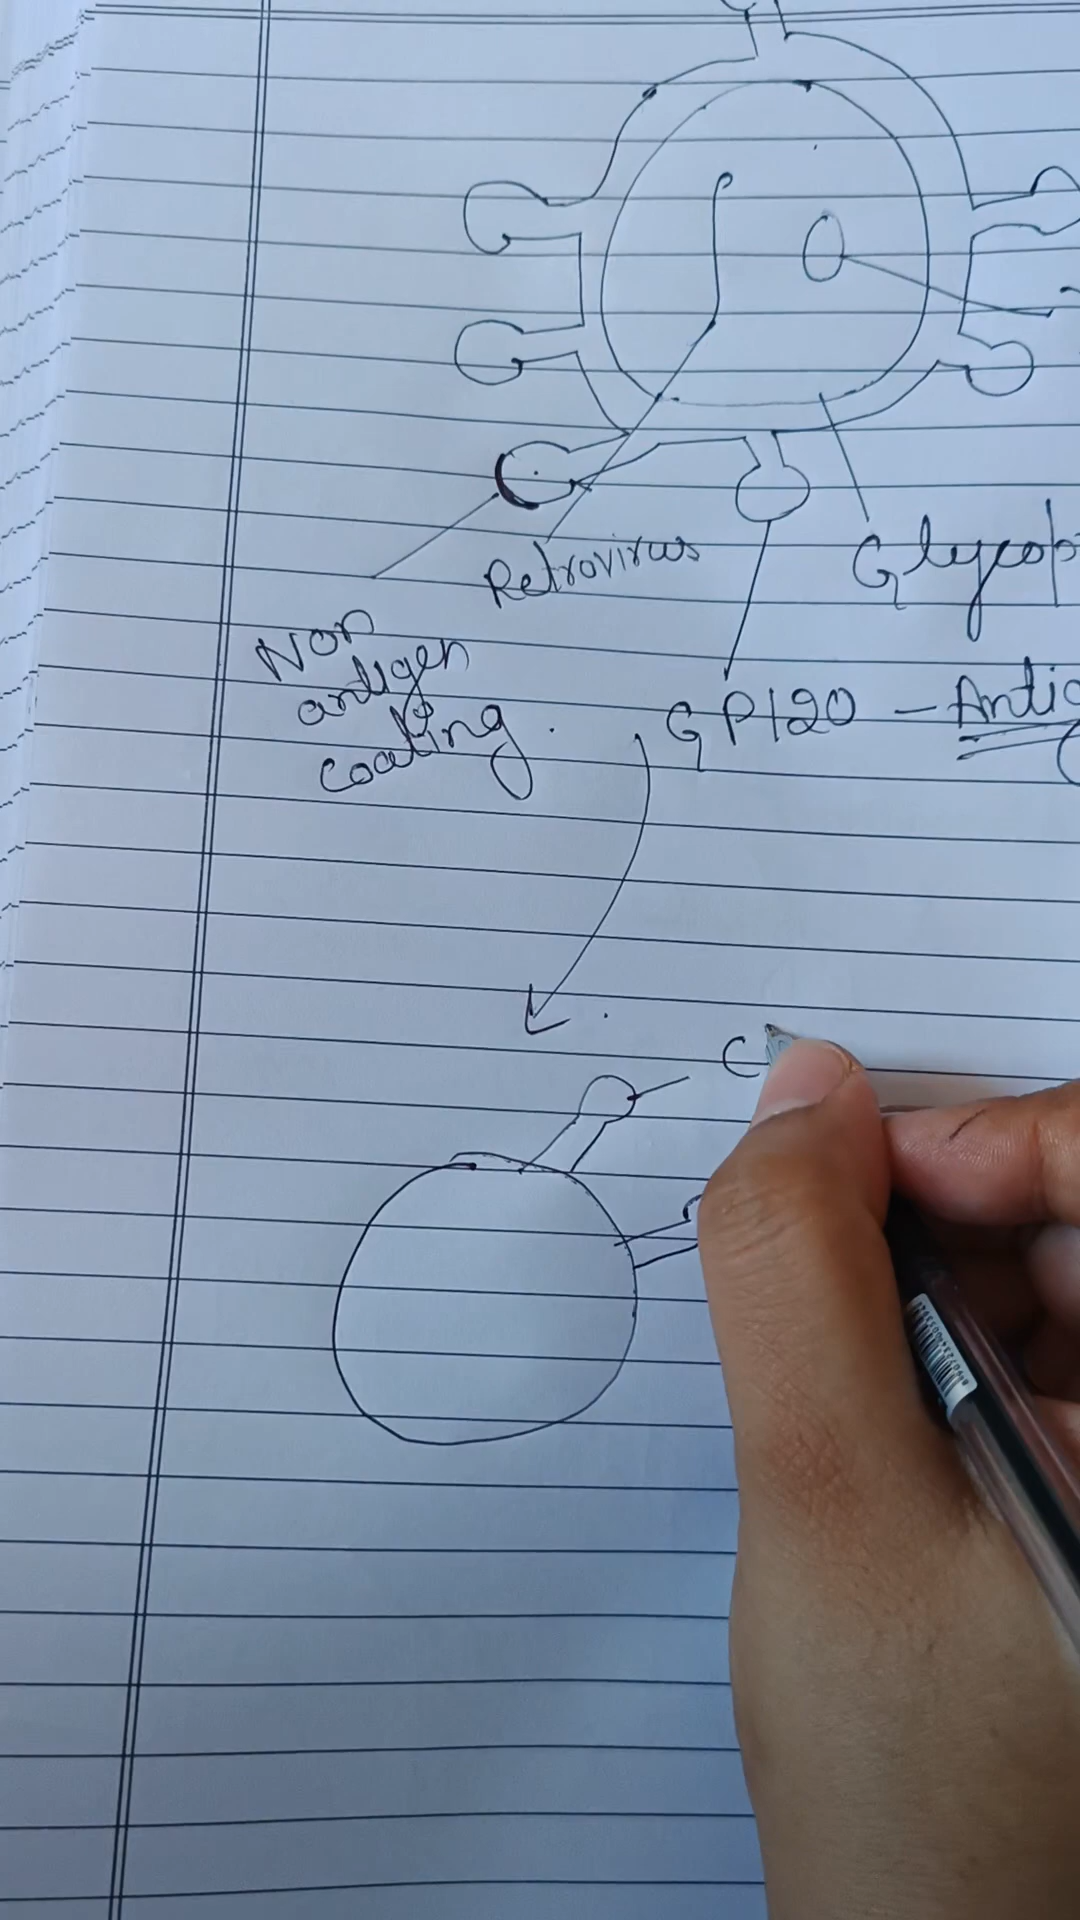 Retrovirus
Glycop
Non
antigen
coating.
GP120 - Antig
C